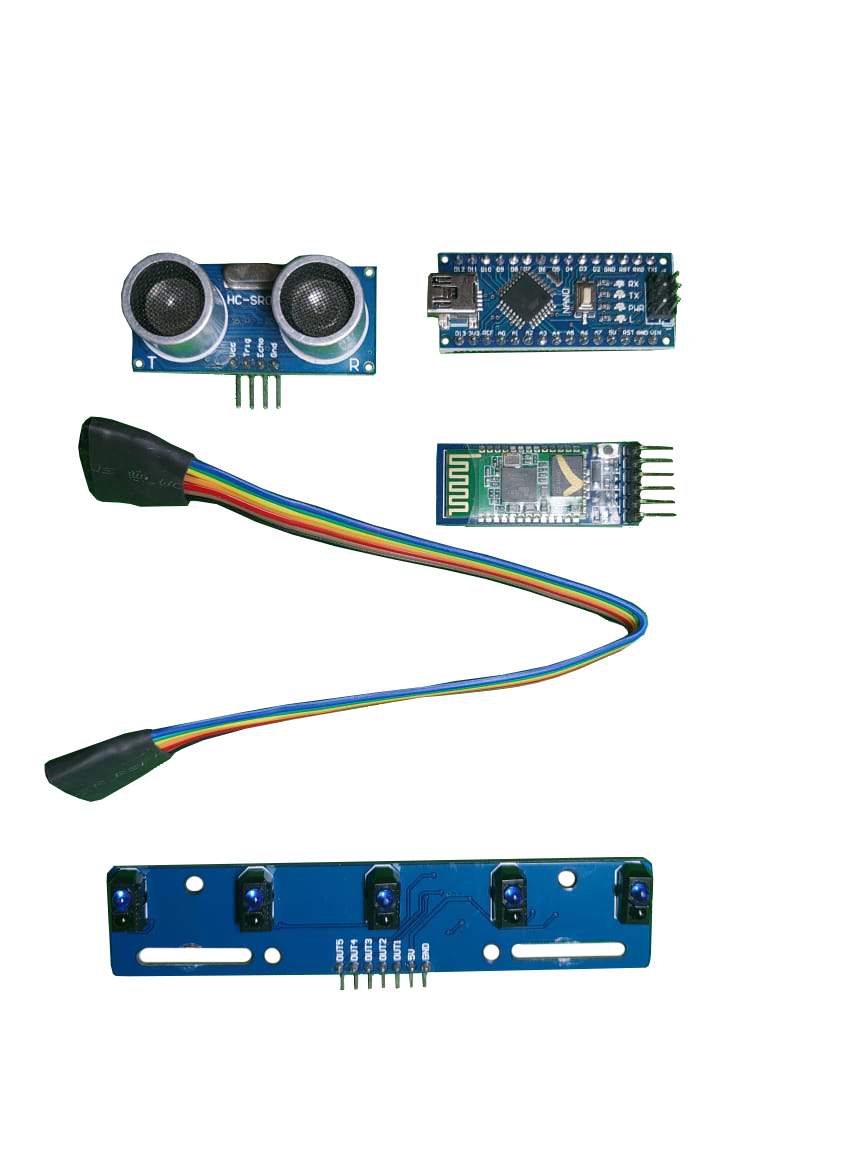 HC-SR0
T
Vcc
Trig
Echo
Gnd
R
D12 D11 D10 D9 D8 D7 D6 D5 D4 D3 D2 GND RST RX0 TX1
NANO
RX
TX
PWR
L
D13 3V3 REF A0 A1 A2 A3 A4 A5 A6 A7 5V RST GND VIN
OUT5
OUT4
OUT3
OUT2
OUT1
5V
GND